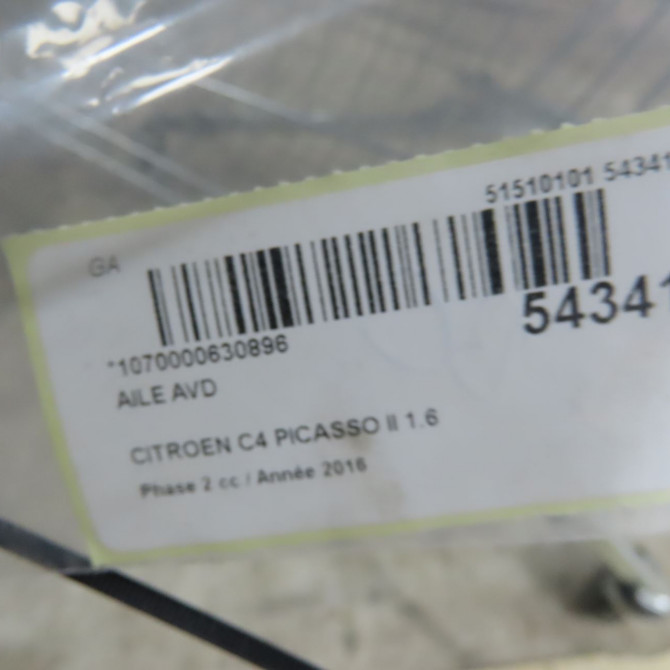 51510101 54341
GA
54341
*1070000630896
AILE AVD
CITROEN C4 PICASSO II 1.6
Phase 2 cc / Année 2016